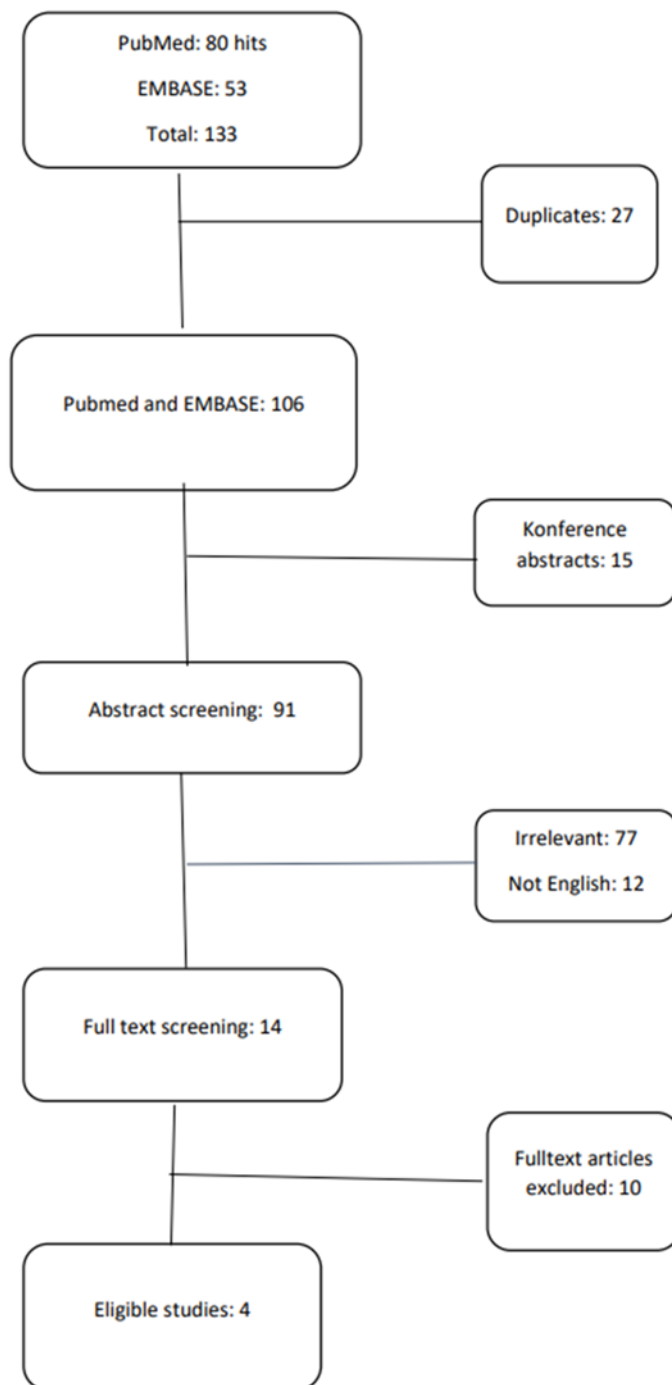 PubMed: 80 hits
EMBASE: 53
Total: 133
Duplicates: 27
Pubmed and EMBASE: 106
Konference
abstracts: 15
Abstract screening: 91
Irrelevant: 77
Not English: 12
Full text screening: 14
Fulltext articles
excluded: 10
Eligible studies: 4